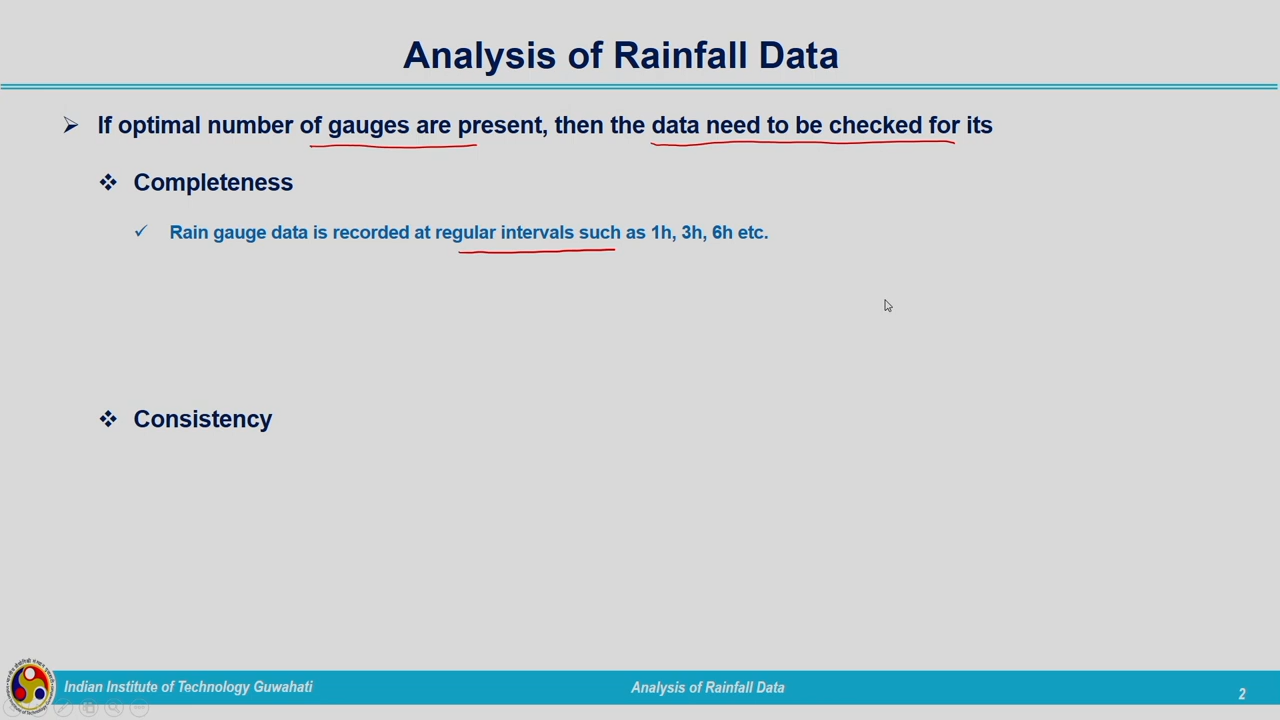 Analysis of Rainfall Data
If optimal number of gauges are present, then the data need to be checked for its
Completeness
Rain gauge data is recorded at regular intervals such as 1h, 3h, 6h etc.
Consistency
Indian Institute of Technology Guwahati
Analysis of Rainfall Data
2